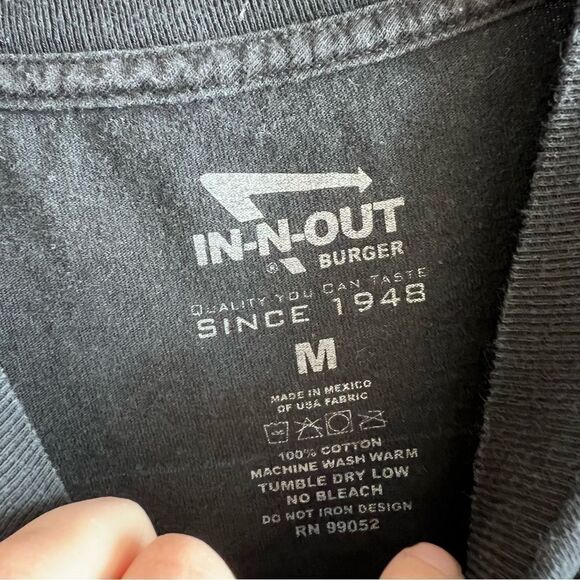 IN-N-OUT
® BURGER
QUALITY YOU CAN TASTE
SINCE 1948
M
MADE IN MEXICO
OF USA FABRIC
100% COTTON
MACHINE WASH WARM
TUMBLE DRY LOW
NO BLEACH
DO NOT IRON DESIGN
RN 99052